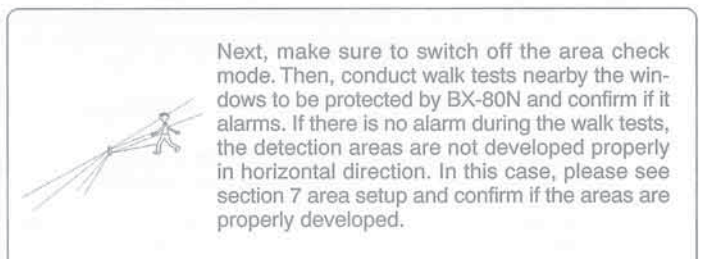 Next, make sure to switch off the area check
mode. Then, conduct walk tests nearby the win-
dows to be protected by BX-80N and confirm if it
alarms. If there is no alarm during the walk tests,
the detection areas are not developed properly
in horizontal direction. In this case, please see
section 7 area setup and confirm if the areas are
properly developed.